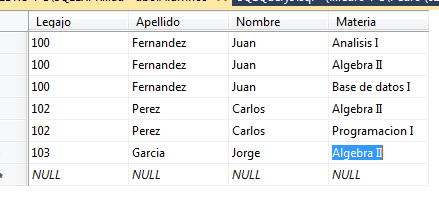 Legajo Apellido Nombre Materia
100 Fernandez Juan Analisis I
100 Fernandez Juan Algebra II
100 Fernandez Juan Base de datos I
102 Perez Carlos Algebra II
102 Perez Carlos Programacion I
103 Garcia Jorge Algebra II
NULL NULL NULL NULL